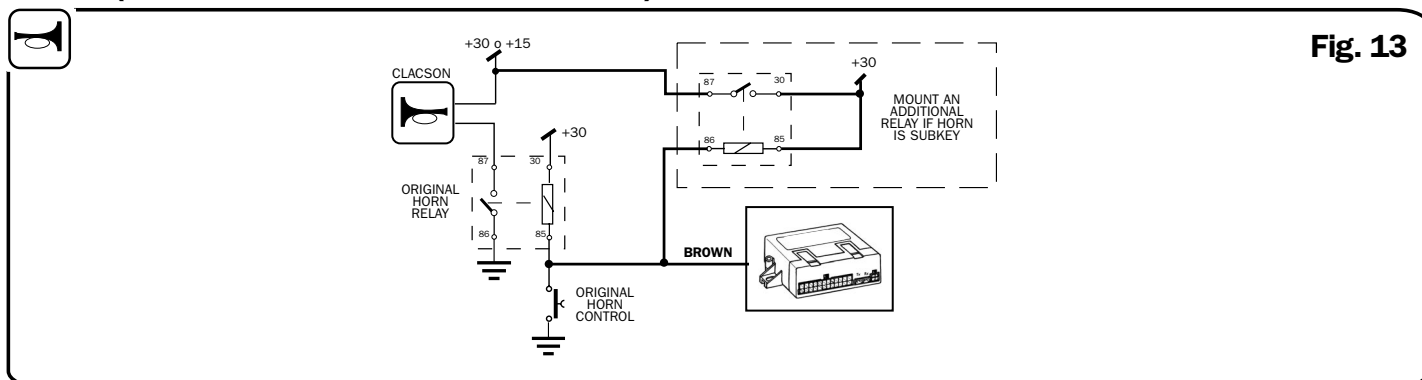 Fig. 13
+30 o +15
CLACSON
+30
87
30
ORIGINAL
HORN
RELAY
86
85
87
30
+30
86
85
MOUNT AN
ADDITIONAL
RELAY IF HORN
IS SUBKEY
BROWN
ORIGINAL
HORN
CONTROL